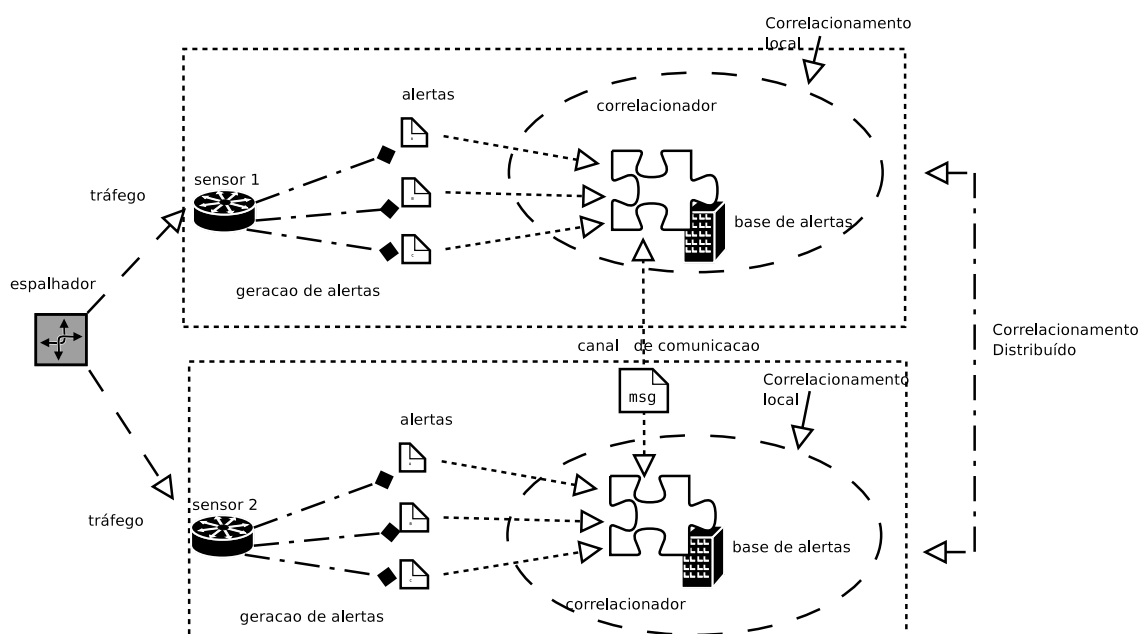 Correlacionamento
local
alertas
correlacionador
sensor 1
tráfego
base de alertas
geracao de alertas
espalhador
canal de comunicacao
Correlacionamento
Distribuído
msg
Correlacionamento
local
alertas
sensor 2
tráfego
base de alertas
correlacionador
geracao de alertas